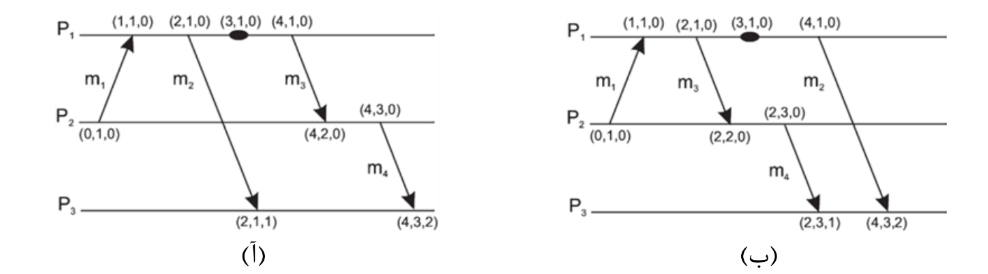 (1,1,0) (2,1,0) (3,1,0) (4,1,0)
P1
m1 m2 m3
(4,3,0)
P2
(0,1,0) (4,2,0)
m4
P3
(2,1,1) (4,3,2)
(آ)
(1,1,0) (2,1,0) (3,1,0) (4,1,0)
P1
m1 m3 m2
(2,3,0)
P2
(0,1,0) (2,2,0)
m4
P3
(2,3,1) (4,3,2)
(ب)